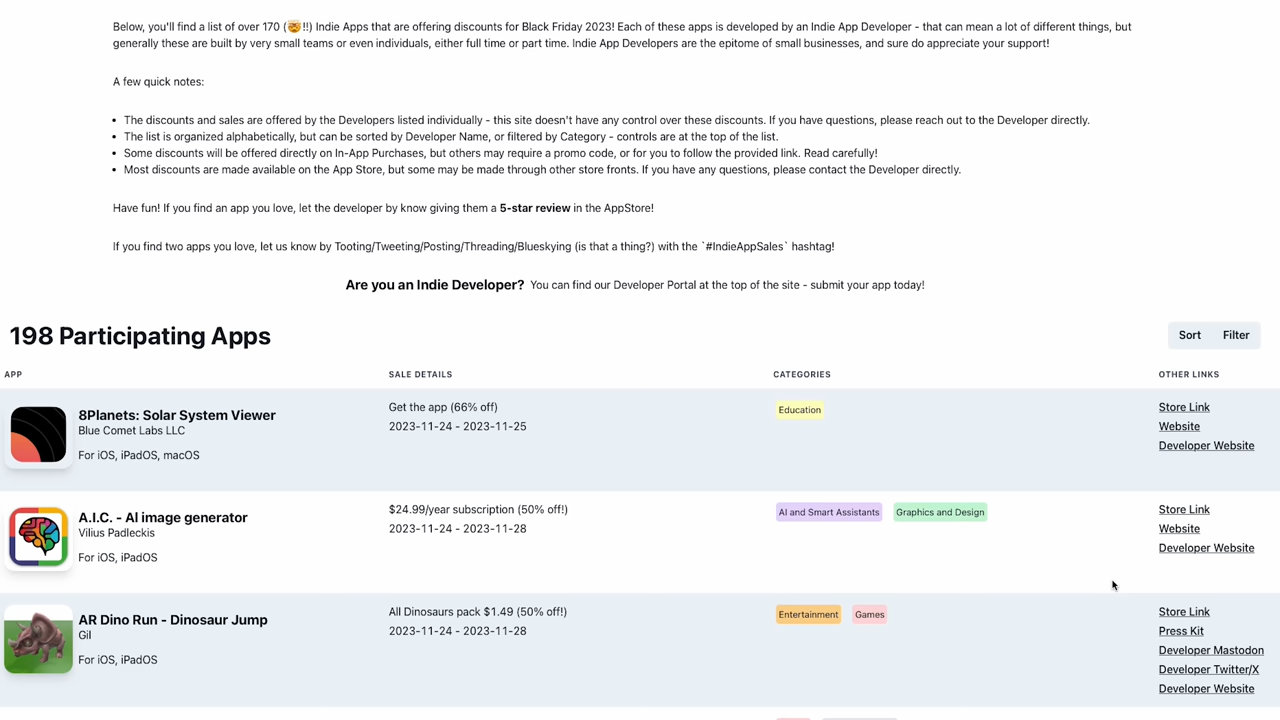 Below, you'll find a list of over 170 (🤯!!) Indie Apps that are offering discounts for Black Friday 2023! Each of these apps is developed by an Indie App Developer - that can mean a lot of different things, but
generally these are built by very small teams or even individuals, either full time or part time. Indie App Developers are the epitome of small businesses, and sure do appreciate your support!
A few quick notes:
• The discounts and sales are offered by the Developers listed individually - this site doesn't have any control over these discounts. If you have questions, please reach out to the Developer directly.
• The list is organized alphabetically, but can be sorted by Developer Name, or filtered by Category - controls are at the top of the list.
• Some discounts will be offered directly on In-App Purchases, but others may require a promo code, or for you to follow the provided link. Read carefully!
• Most discounts are made available on the App Store, but some may be made through other store fronts. If you have any questions, please contact the Developer directly.
Have fun! If you find an app you love, let the developer by know giving them a 5-star review in the AppStore!
If you find two apps you love, let us know by Tooting/Tweeting/Posting/Threading/Blueskying (is that a thing?) with the `#IndieAppSales` hashtag!
Are you an Indie Developer? You can find our Developer Portal at the top of the site - submit your app today!
198 Participating Apps
Sort Filter
APP SALE DETAILS CATEGORIES OTHER LINKS
8Planets: Solar System Viewer
Blue Comet Labs LLC
For iOS, iPadOS, macOS
Get the app (66% off)
2023-11-24 - 2023-11-25
Education
Store Link
Website
Developer Website
A.I.C. - AI image generator
Vilius Padleckis
For iOS, iPadOS
$24.99/year subscription (50% off!)
2023-11-24 - 2023-11-28
AI and Smart Assistants Graphics and Design
Store Link
Website
Developer Website
AR Dino Run - Dinosaur Jump
Gil
For iOS, iPadOS
All Dinosaurs pack $1.49 (50% off!)
2023-11-24 - 2023-11-28
Entertainment Games
Store Link
Press Kit
Developer Mastodon
Developer Twitter/X
Developer Website